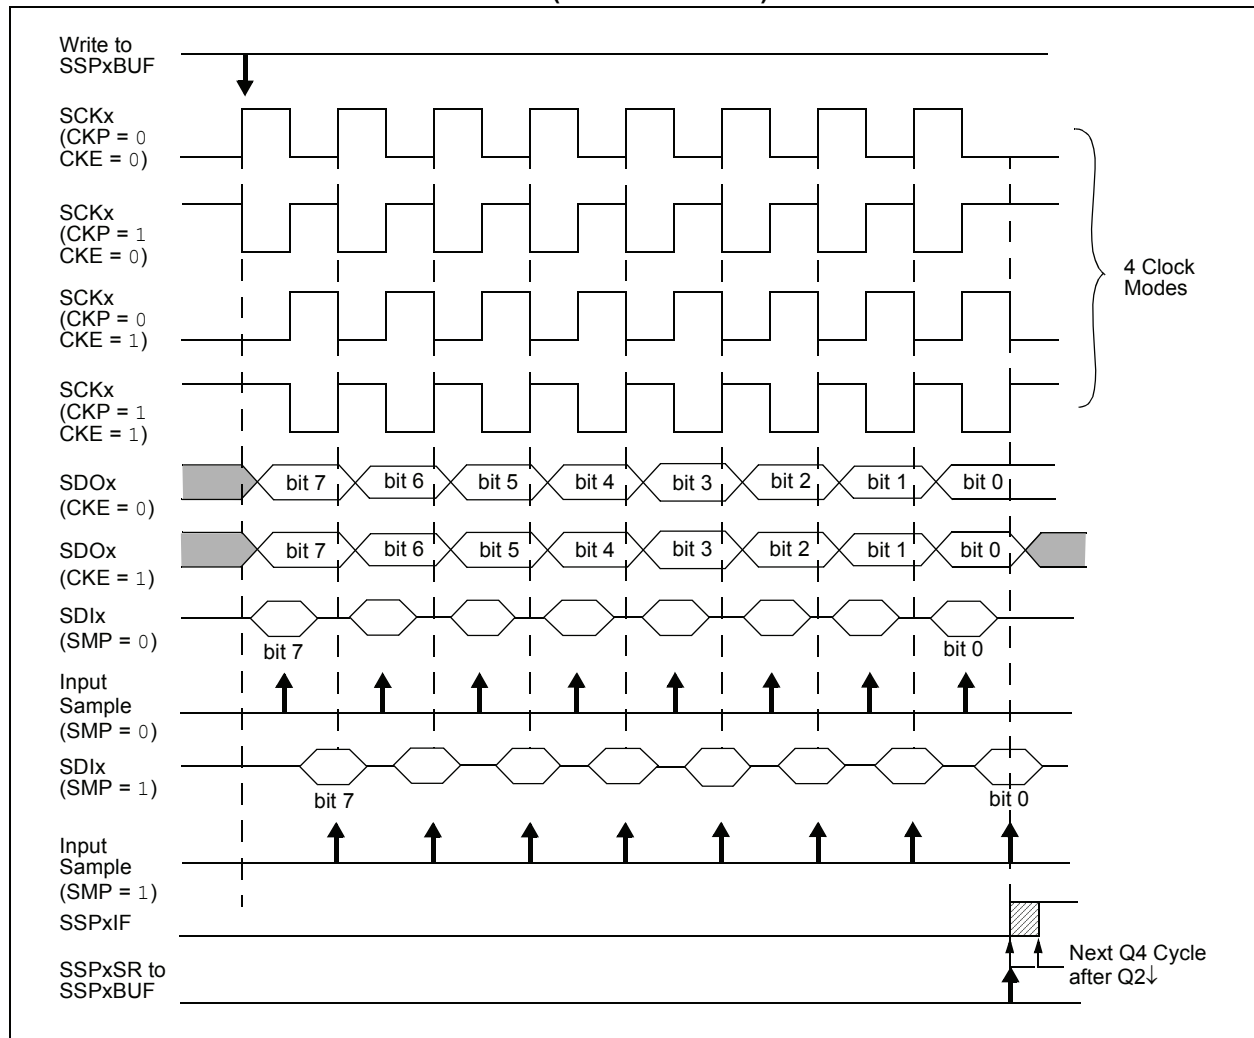 Write to
SSPxBUF
SCKx
(CKP = 0
CKE = 0)
SCKx
(CKP = 1
CKE = 0)
SCKx
(CKP = 0
CKE = 1)
SCKx
(CKP = 1
CKE = 1)
4 Clock
Modes
SDOx
(CKE = 0)
bit 7 bit 6 bit 5 bit 4 bit 3 bit 2 bit 1 bit 0
SDOx
(CKE = 1)
bit 7 bit 6 bit 5 bit 4 bit 3 bit 2 bit 1 bit 0
SDIx
(SMP = 0)
bit 7 bit 0
Input
Sample
(SMP = 0)
SDIx
(SMP = 1)
bit 7 bit 0
Input
Sample
(SMP = 1)
SSPxIF
SSPxSR to
SSPxBUF
Next Q4 Cycle
after Q2↓